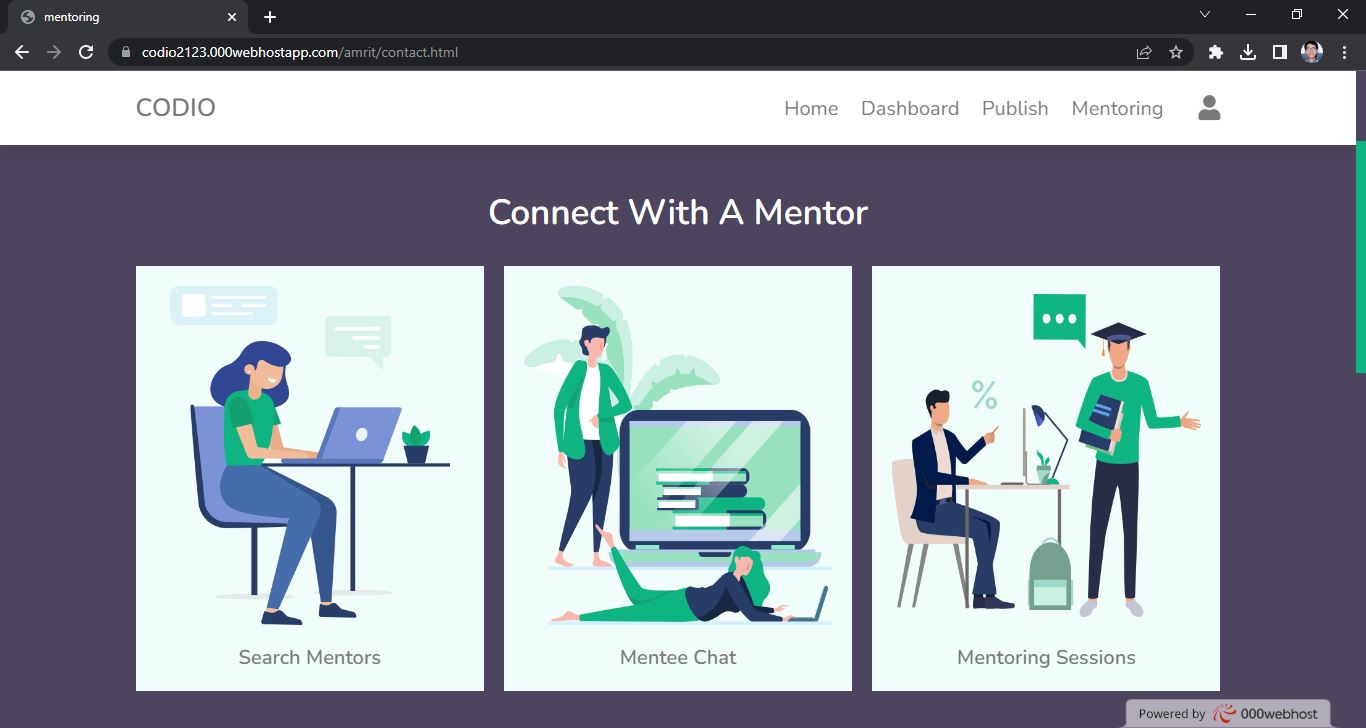 mentoring
codio2123.000webhostapp.com/amrit/contact.html
CODIO
Home Dashboard Publish Mentoring
Connect With A Mentor
%
Search Mentors Mentee Chat Mentoring Sessions
Powered by 000webhost